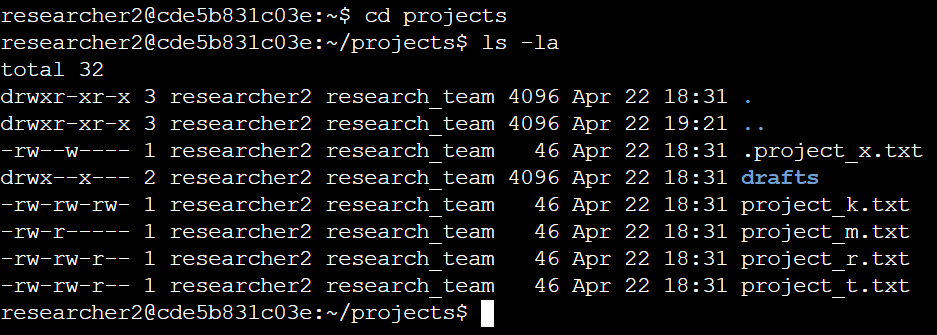 researcher2@cde5b831c03e:~$ cd projects
researcher2@cde5b831c03e:~/projects$ ls -la
total 32
drwxr-xr-x 3 researcher2 research_team 4096 Apr 22 18:31 .
drwxr-xr-x 3 researcher2 research_team 4096 Apr 22 19:21 ..
-rw--w---- 1 researcher2 research_team   46 Apr 22 18:31 .project_x.txt
drwx--x--- 2 researcher2 research_team 4096 Apr 22 18:31 drafts
-rw-rw-rw- 1 researcher2 research_team   46 Apr 22 18:31 project_k.txt
-rw-r----- 1 researcher2 research_team   46 Apr 22 18:31 project_m.txt
-rw-rw-r-- 1 researcher2 research_team   46 Apr 22 18:31 project_r.txt
-rw-rw-r-- 1 researcher2 research_team   46 Apr 22 18:31 project_t.txt
researcher2@cde5b831c03e:~/projects$